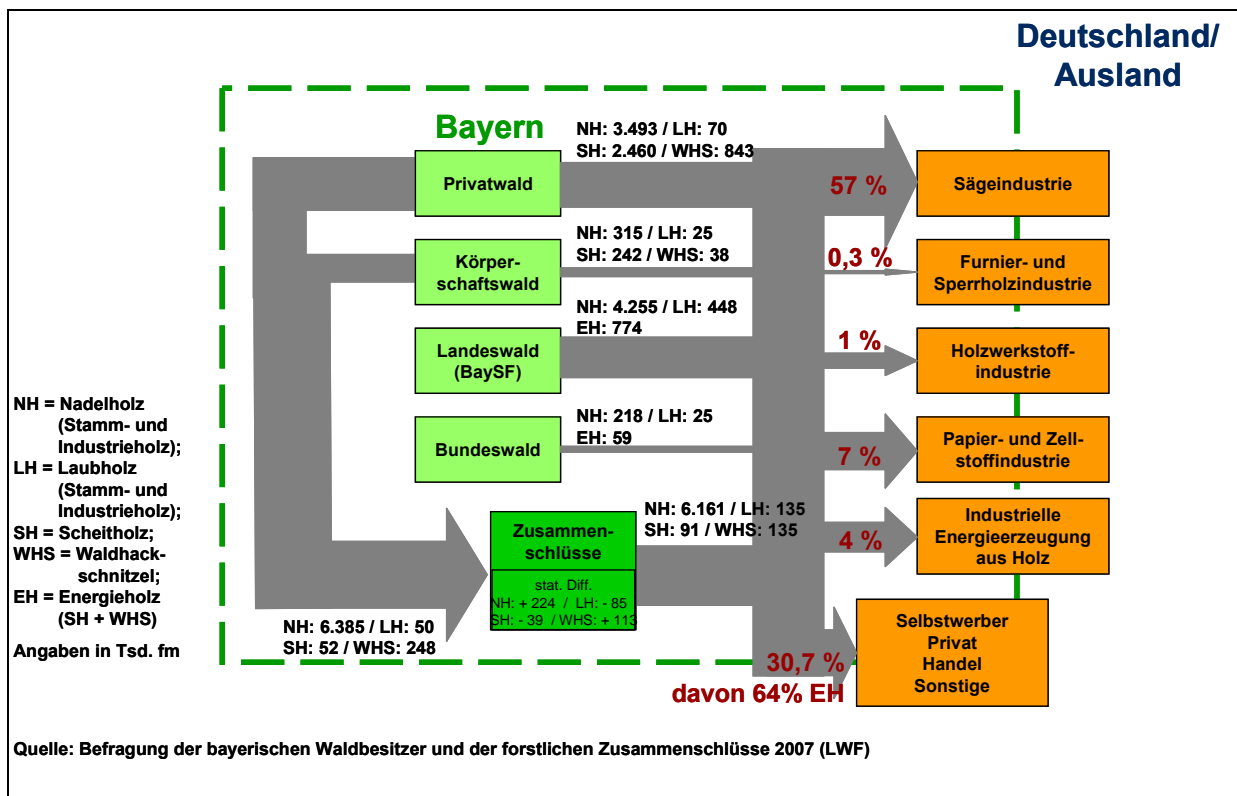 Deutschland/
Ausland
Bayern
NH: 3.493 / LH: 70
SH: 2.460 / WHS: 843
Privatwald
57 %
Sägeindustrie
NH: 315 / LH: 25
SH: 242 / WHS: 38
Körper-
schaftswald
0,3 %
Furnier- und
Sperrholzindustrie
NH: 4.255 / LH: 448
EH: 774
Landeswald
(BaySF)
1 %
Holzwerkstoff-
industrie
NH: 218 / LH: 25
EH: 59
Bundeswald
7 %
Papier- und Zell-
stoffindustrie
NH: 6.161 / LH: 135
SH: 91 / WHS: 135
Zusammen-
schlüsse
stat. Diff.
NH: + 224 / LH: - 85
SH: - 39 / WHS: + 113
4 %
Industrielle
Energieerzeugung
aus Holz
NH: 6.385 / LH: 50
SH: 52 / WHS: 248
30,7 %
davon 64% EH
Selbstwerber
Privat
Handel
Sonstige
NH = Nadelholz
(Stamm- und
Industrieholz);
LH = Laubholz
(Stamm- und
Industrieholz);
SH = Scheitholz;
WHS = Waldhack-
schnitzel;
EH = Energieholz
(SH + WHS)
Angaben in Tsd. fm
Quelle: Befragung der bayerischen Waldbesitzer und der forstlichen Zusammenschlüsse 2007 (LWF)